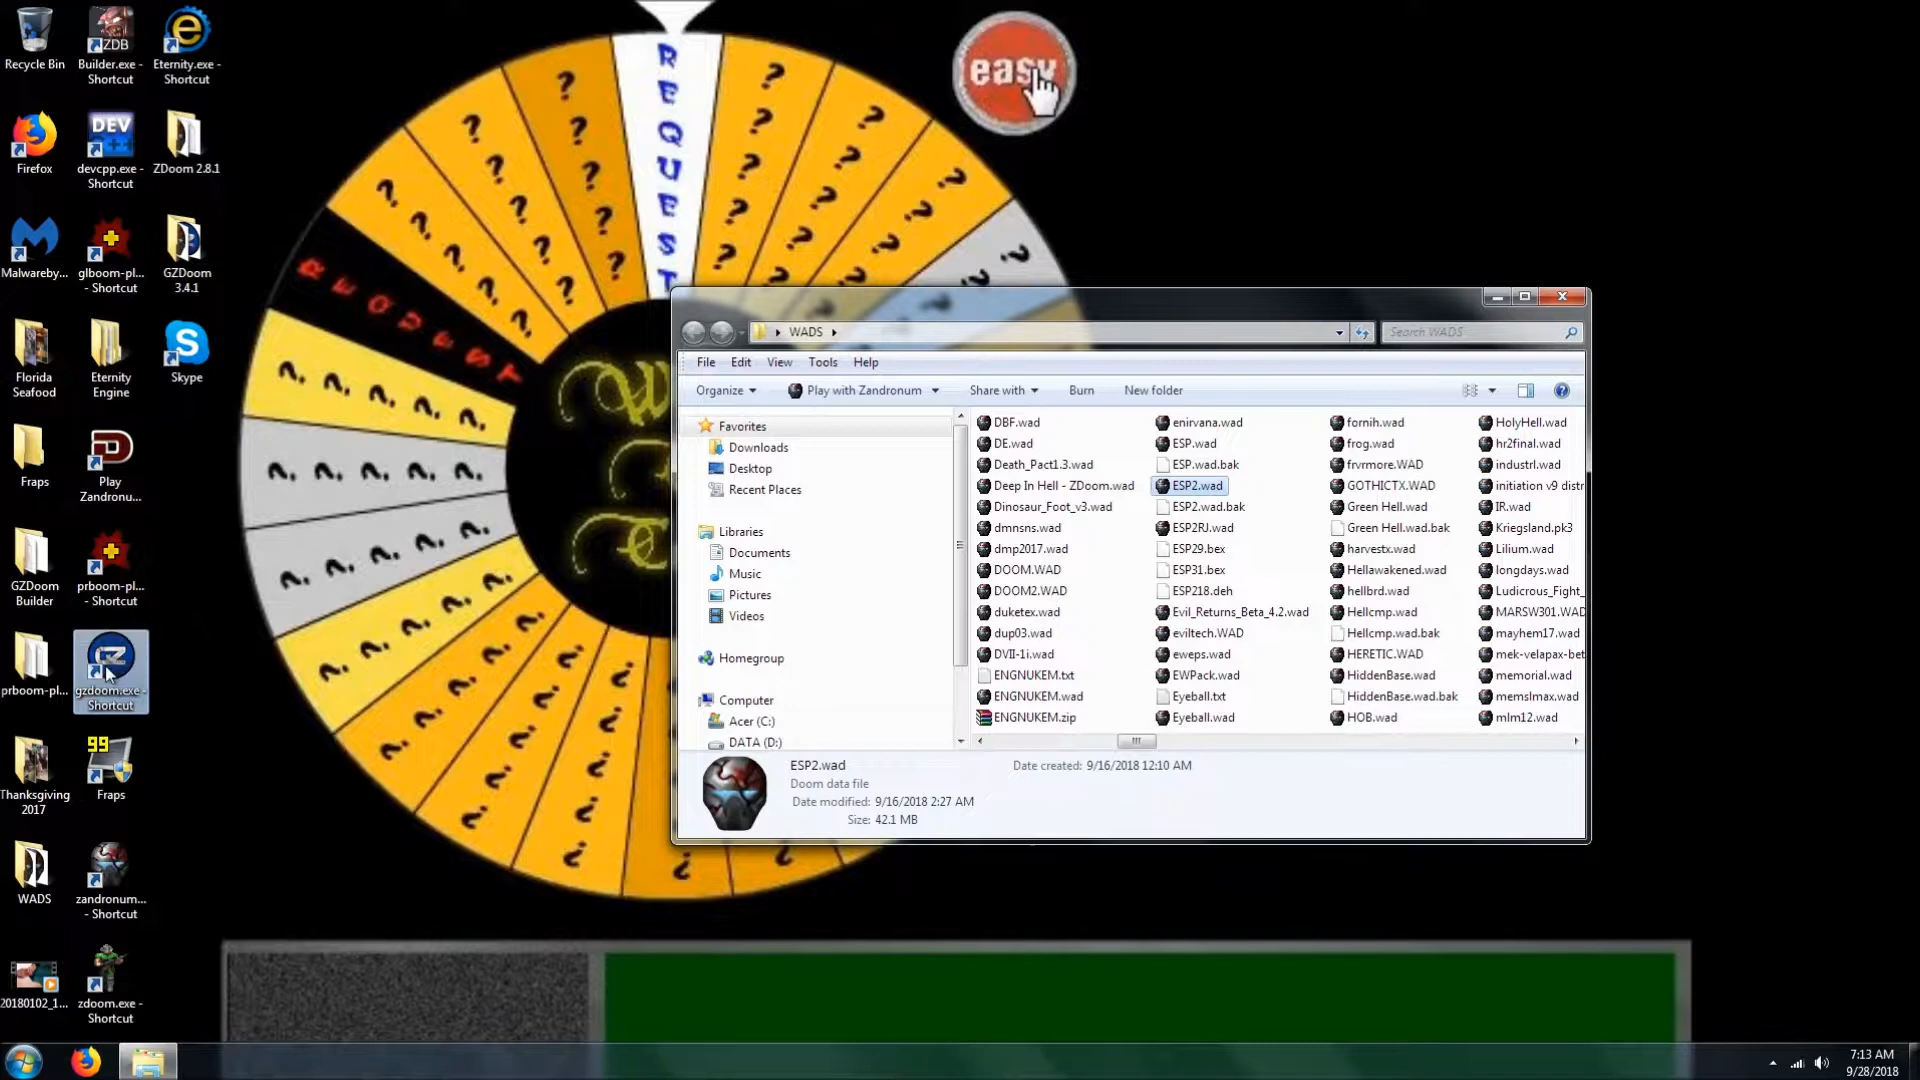 Recycle Bin
ZDB
Builder.exe -
Shortcut
Eternity.exe -
Shortcut
Firefox
DEV
devcpp.exe -
Shortcut
ZDoom 2.8.1
Malwareby...
glboom-pl...
- Shortcut
GZDoom
3.4.1
Florida
Seafood
Eternity
Engine
Skype
Fraps
Play
Zandronu...
GZDoom
Builder
prboom-pl...
- Shortcut
prboom-pl...
gzdoom.exe -
Shortcut
Thanksgiving
2017
99
Fraps
WADS
zandronum...
- Shortcut
20180102_1...
zdoom.exe -
Shortcut
REQUEST
REQUEST
easy
? ? ? ? ?
WADS
Search WADS
File Edit View Tools Help
Organize Play with Zandronum Share with Burn New folder
Favorites
Downloads
Desktop
Recent Places
Libraries
Documents
Music
Pictures
Videos
Homegroup
Computer
Acer (C:)
DATA (D:)
DBF.wad
DE.wad
Death_Pact1.3.wad
Deep In Hell - ZDoom.wad
Dinosaur_Foot_v3.wad
dmnsns.wad
dmp2017.wad
DOOM.WAD
DOOM2.WAD
duketex.wad
dup03.wad
DVII-1i.wad
ENGNUKEM.txt
ENGNUKEM.wad
ENGNUKEM.zip
enirvana.wad
ESP.wad
ESP.wad.bak
ESP2.wad
ESP2.wad.bak
ESP2RJ.wad
ESP29.bex
ESP31.bex
ESP218.deh
Evil_Returns_Beta_4.2.wad
eviltech.WAD
eweps.wad
EWPack.wad
Eyeball.txt
Eyeball.wad
fornih.wad
frog.wad
frvrmore.WAD
GOTHICTX.WAD
Green Hell.wad
Green Hell.wad.bak
harvestx.wad
Hellawakened.wad
hellbrd.wad
Hellcmp.wad
Hellcmp.wad.bak
HERETIC.WAD
HiddenBase.wad
HiddenBase.wad.bak
HOB.wad
HolyHell.wad
hr2final.wad
industrl.wad
initiation v9 distr
IR.wad
Kriegsland.pk3
Lilium.wad
longdays.wad
Ludicrous_Fight_
MARSW301.WAD
mayhem17.wad
mek-velapax-bet
memorial.wad
memslmax.wad
mlm12.wad
ESP2.wad
Doom data file
Date modified: 9/16/2018 2:27 AM
Size: 42.1 MB
Date created: 9/16/2018 12:10 AM
7:13 AM
9/28/2018